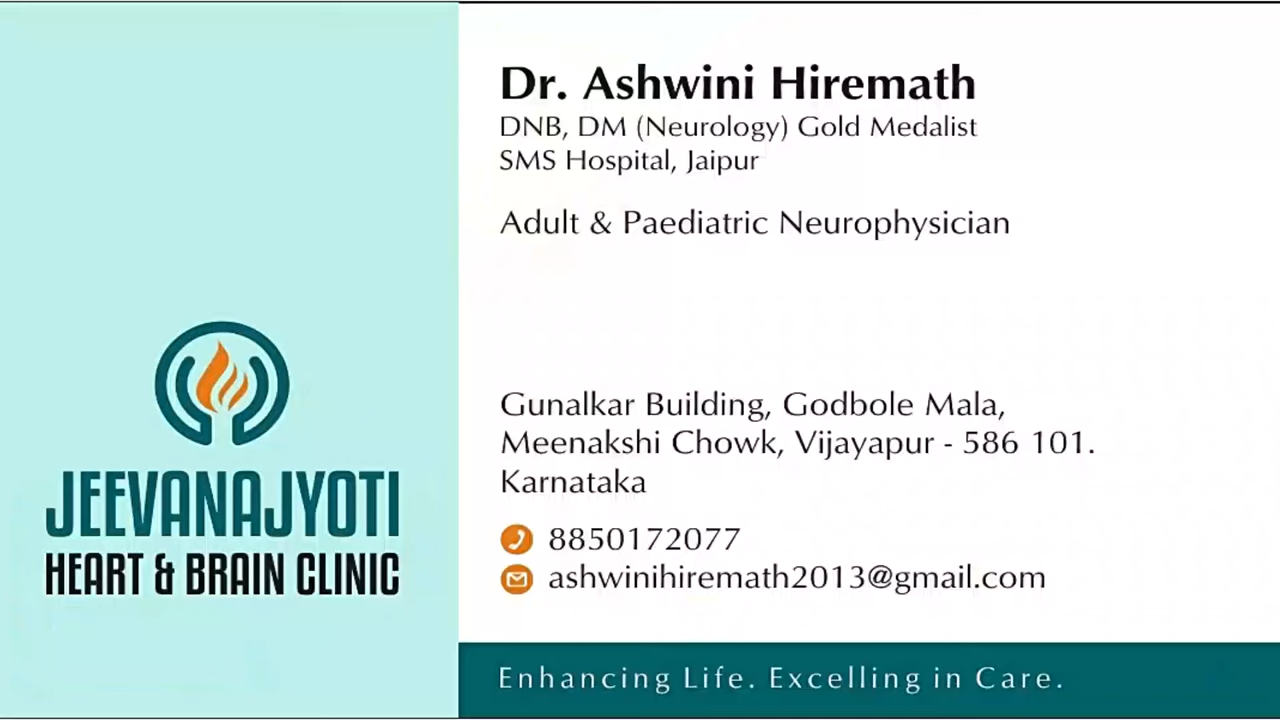 Dr. Ashwini Hiremath
DNB, DM (Neurology) Gold Medalist
SMS Hospital, Jaipur
Adult & Paediatric Neurophysician
JEEVANAJYOTI
HEART & BRAIN CLINIC
Gunalkar Building, Godbole Mala,
Meenakshi Chowk, Vijayapur - 586 101.
Karnataka
8850172077
ashwinihiremath2013@gmail.com
Enhancing Life. Excelling in Care.